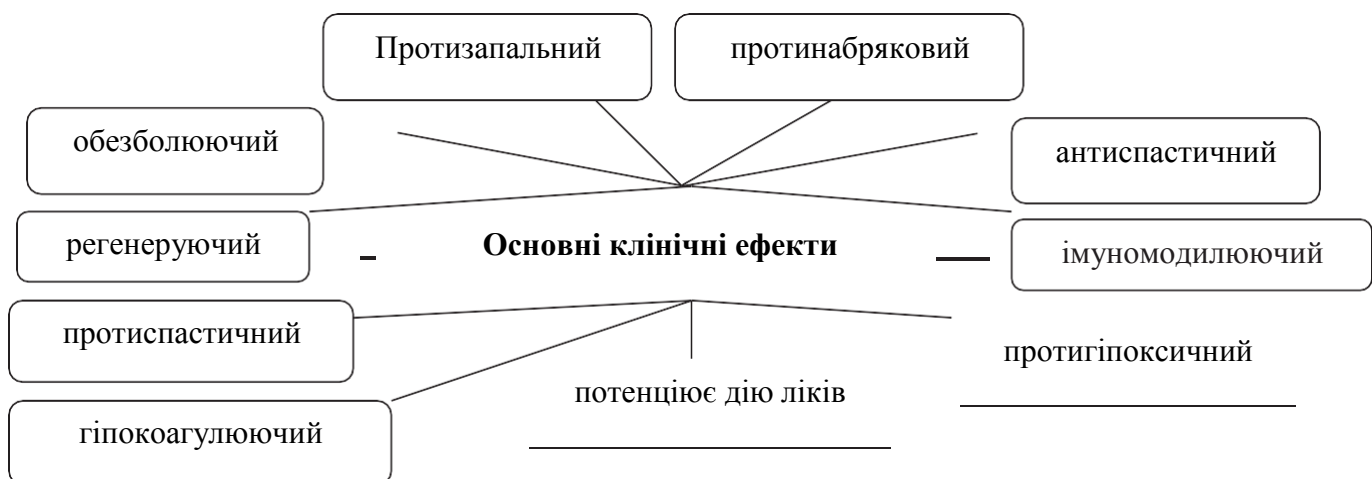 Протизапальний
протинабряковий
обезболюючий
антиспастичний
регенеруючий
Основні клінічні ефекти
імуномодилюючий
протиспастичний
протигіпоксичний
потенціює дію ліків
гіпокоагулюючий